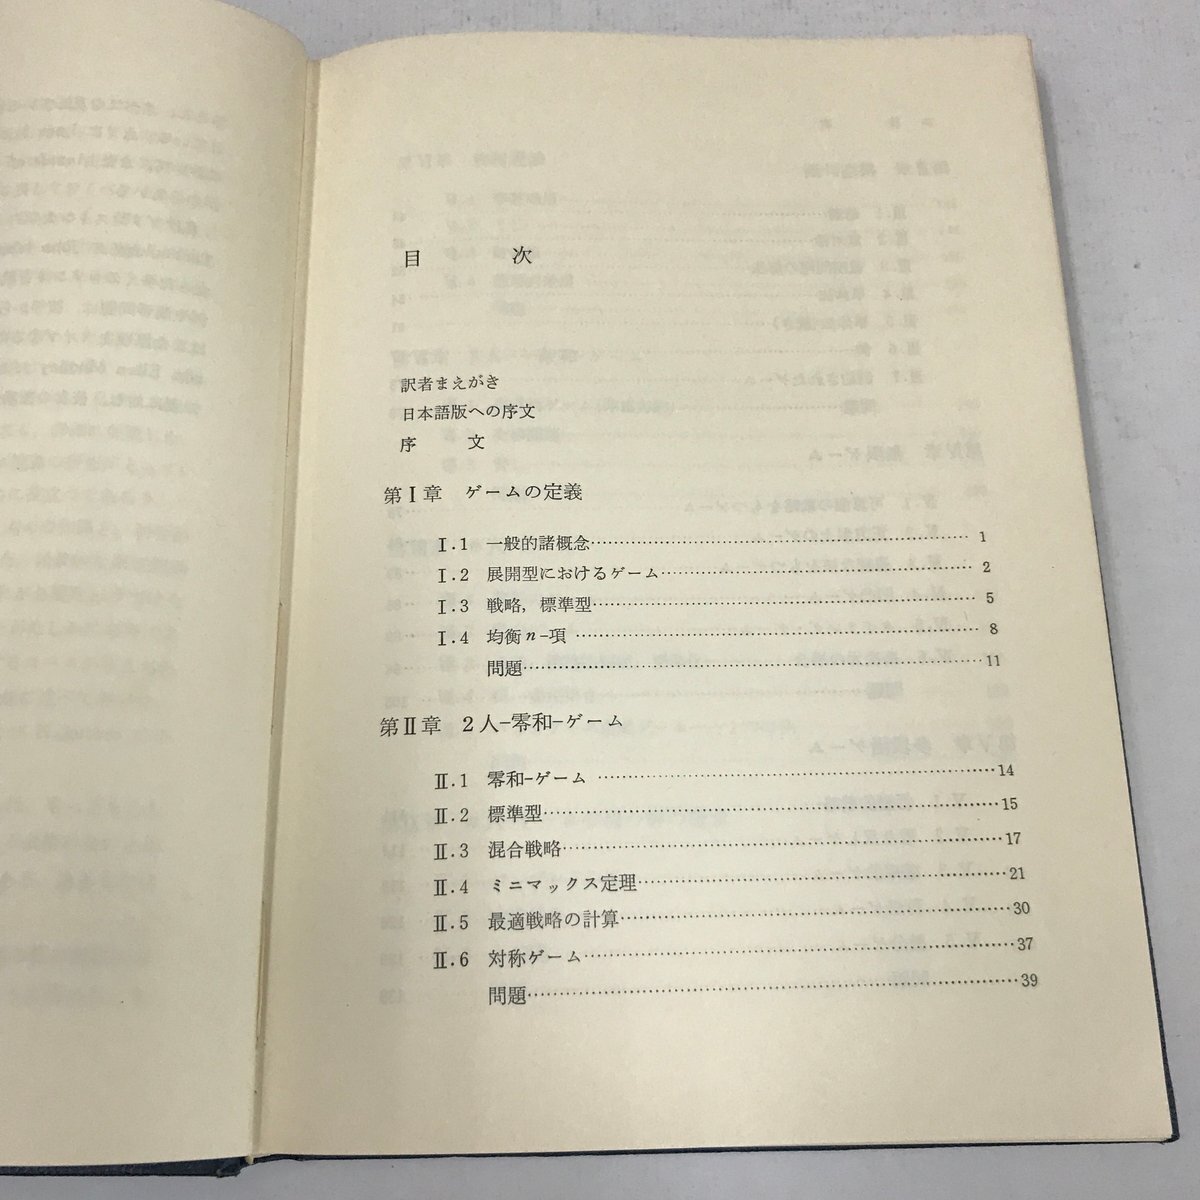 目　次
訳者まえがき
日本語版への序文
序　文
第Ⅰ章　ゲームの定義
Ⅰ.1　一般的諸概念……………………………1
Ⅰ.2　展開型におけるゲーム……………………………2
Ⅰ.3　戦略，標準型……………………………5
Ⅰ.4　均衡n-項……………………………8
問題……………………………11
第Ⅱ章　2人-零和-ゲーム
Ⅱ.1　零和-ゲーム……………………………14
Ⅱ.2　標準型……………………………15
Ⅱ.3　混合戦略……………………………17
Ⅱ.4　ミニマックス定理……………………………21
Ⅱ.5　最適戦略の計算……………………………30
Ⅱ.6　対称ゲーム……………………………37
問題……………………………39